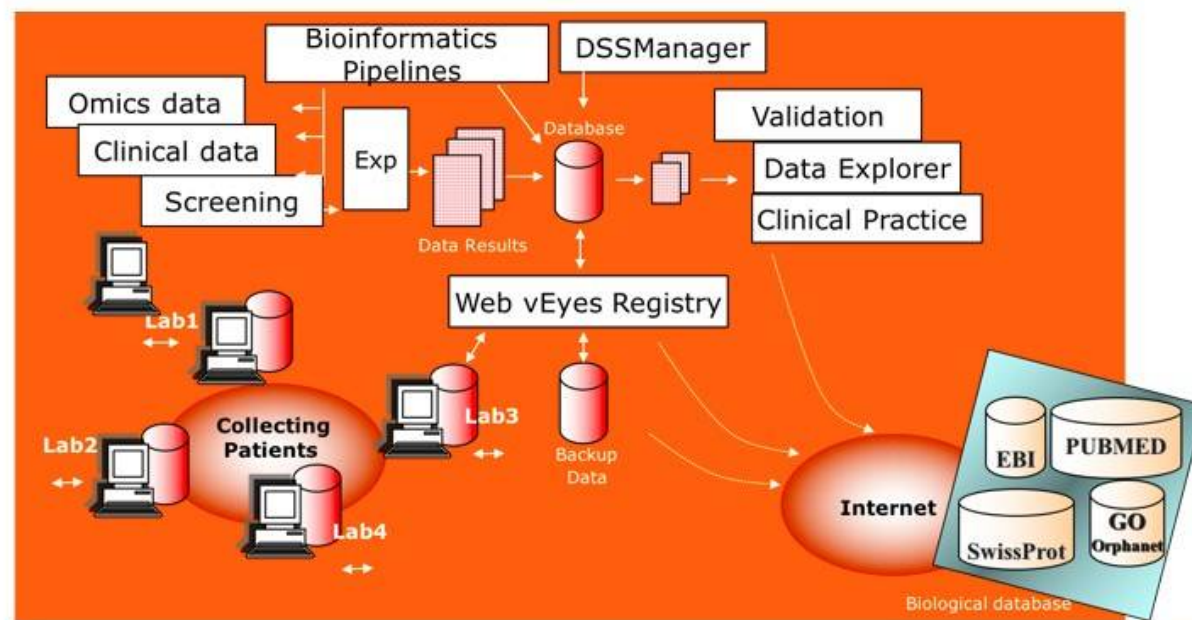 Bioinformatics
Pipelines
DSSManager
Omics data
Clinical data
Screening
Exp
Database
Validation
Data Explorer
Clinical Practice
Data Results
Web vEyes Registry
Lab1
Lab2
Collecting
Patients
Lab3
Lab4
Backup
Data
Internet
EBI
PUBMED
SwissProt
GO
Orphanet
Biological database